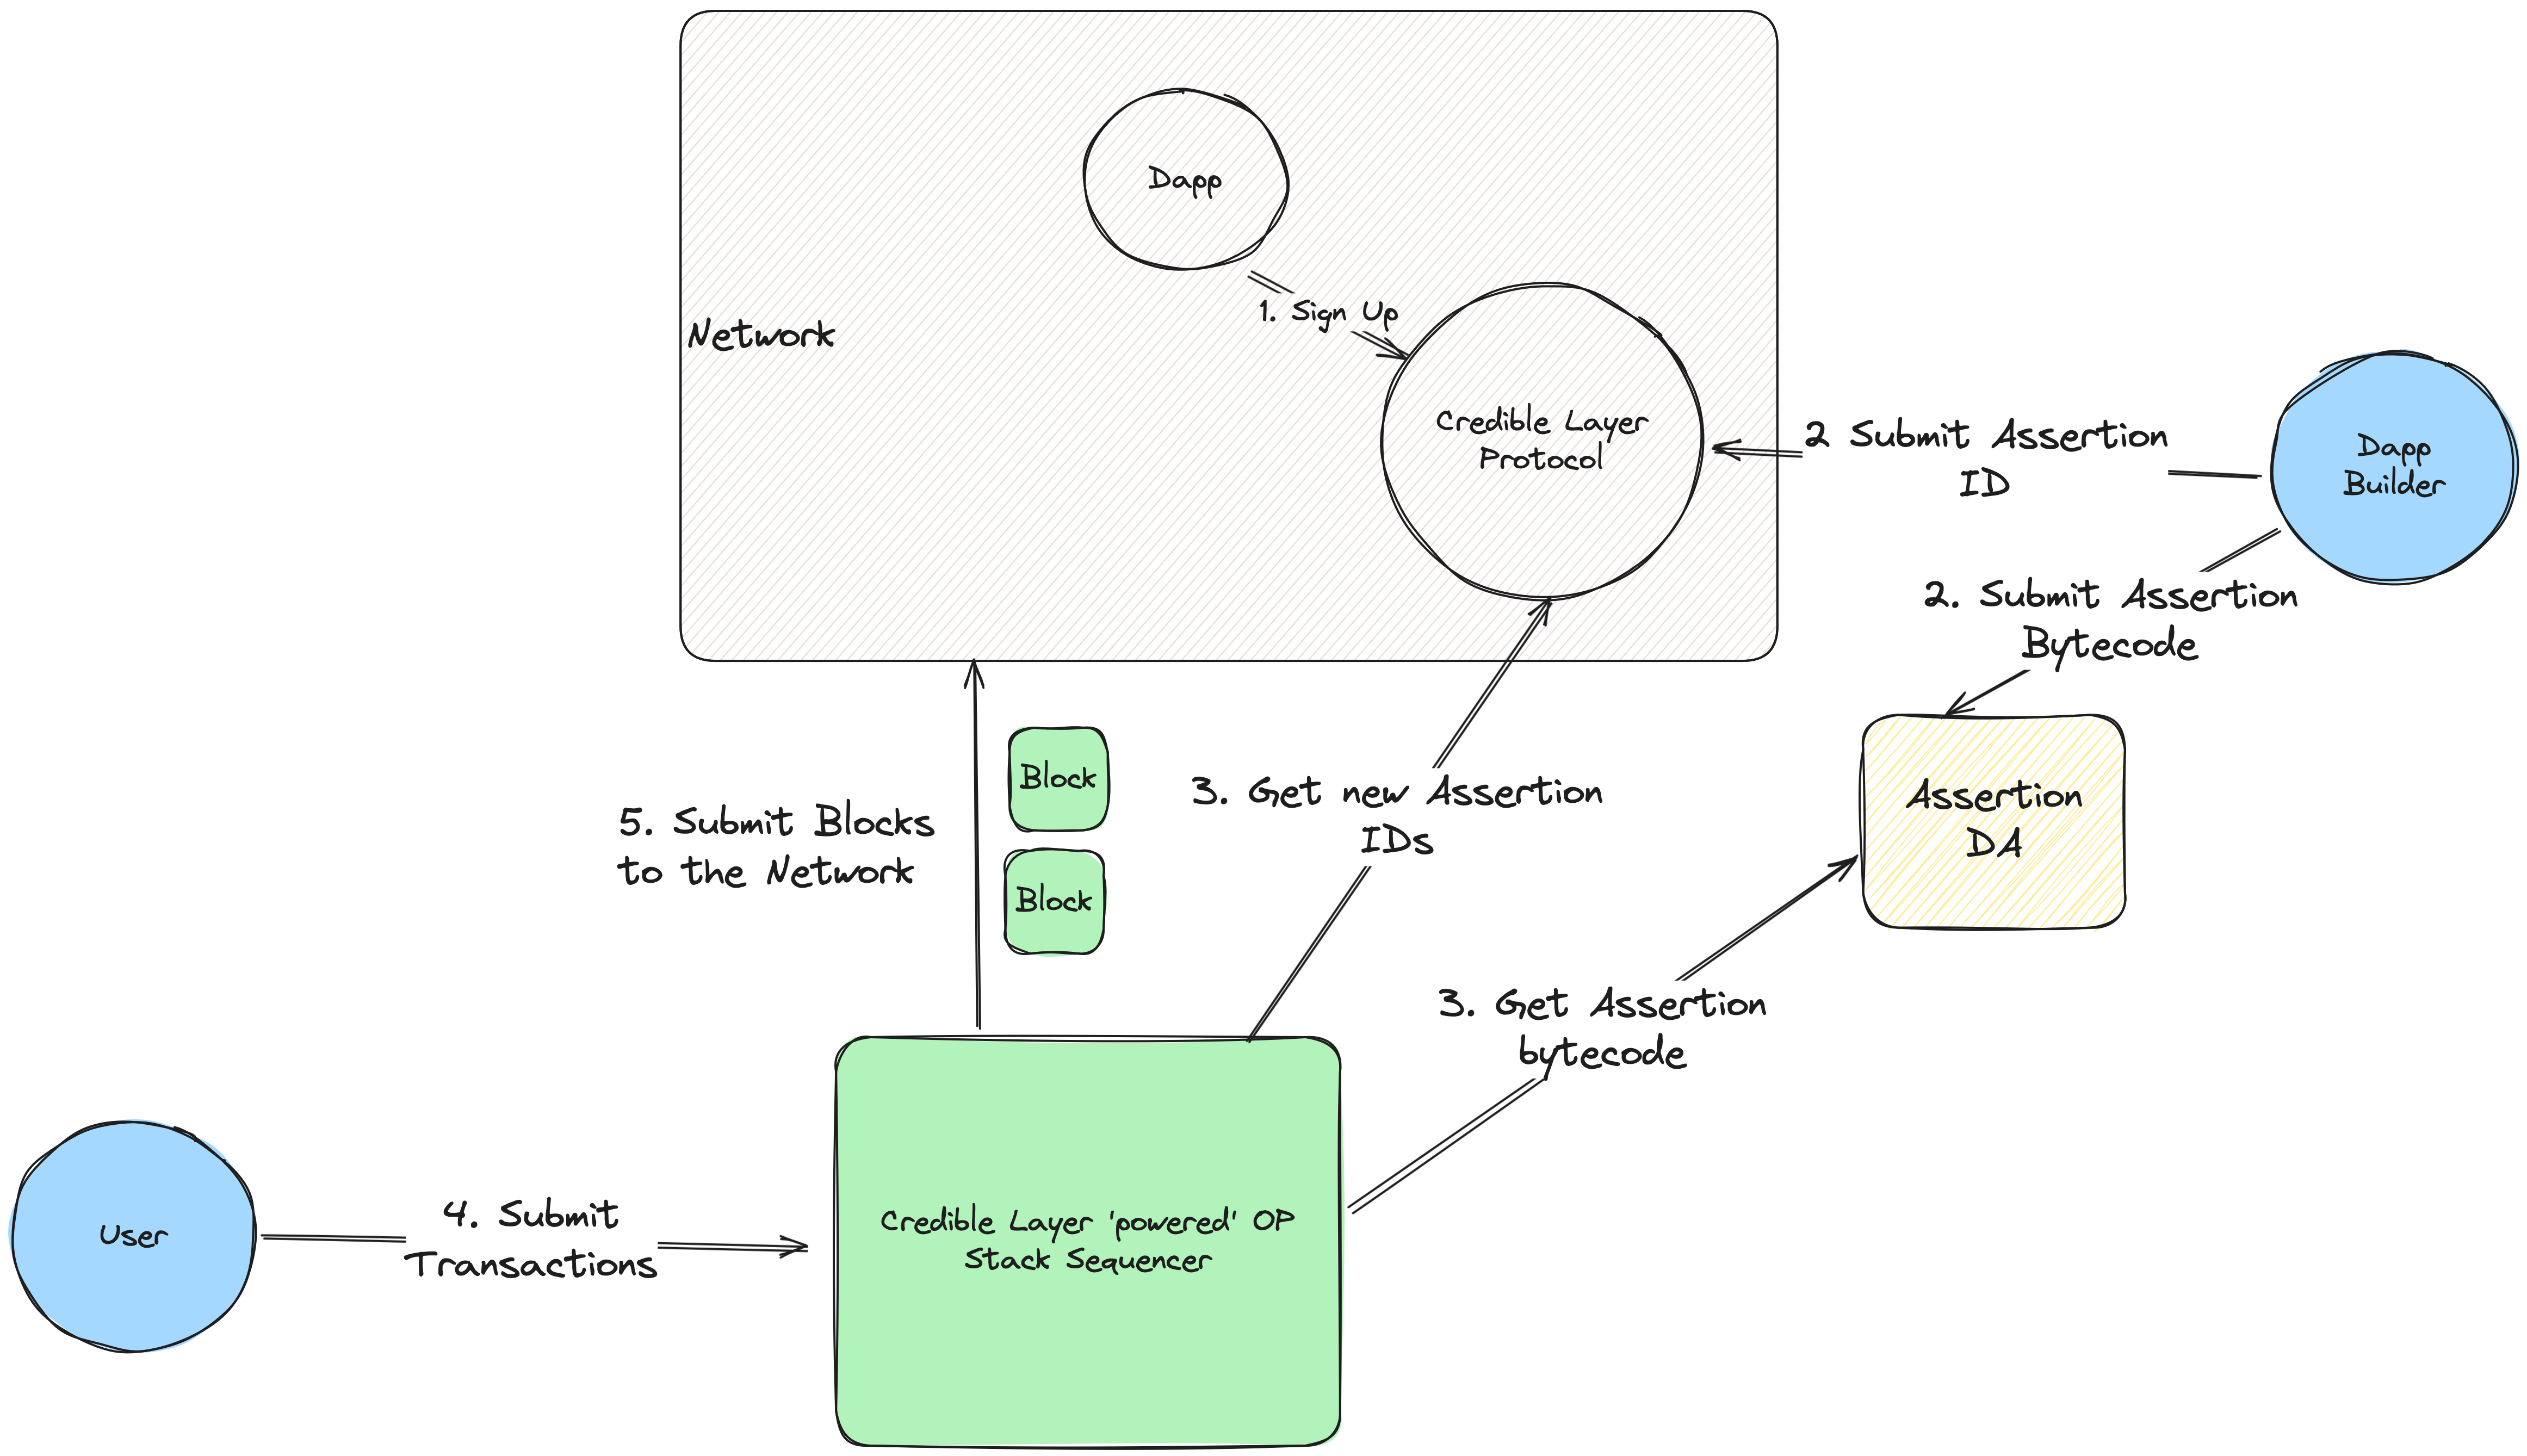 Dapp
1. Sign Up
Network
Credible Layer
Protocol
2 Submit Assertion
ID
Dapp
Builder
2. Submit Assertion
Bytecode
Block
5. Submit Blocks
to the Network
Block
3. Get new Assertion
IDs
Assertion
DA
3. Get Assertion
bytecode
User
4. Submit
Transactions
Credible Layer 'powered' OP
Stack Sequencer